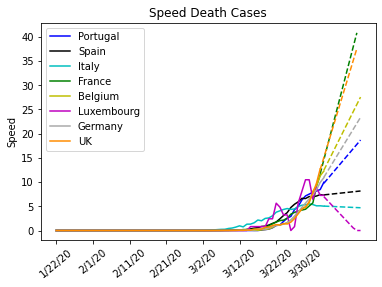 Speed Death Cases
40
35
30
25
20
15
10
5
0
Speed
Portugal
Spain
Italy
France
Belgium
Luxembourg
Germany
UK
1/22/20 2/1/20 2/11/20 2/21/20 3/2/20 3/12/20 3/22/20 3/30/20